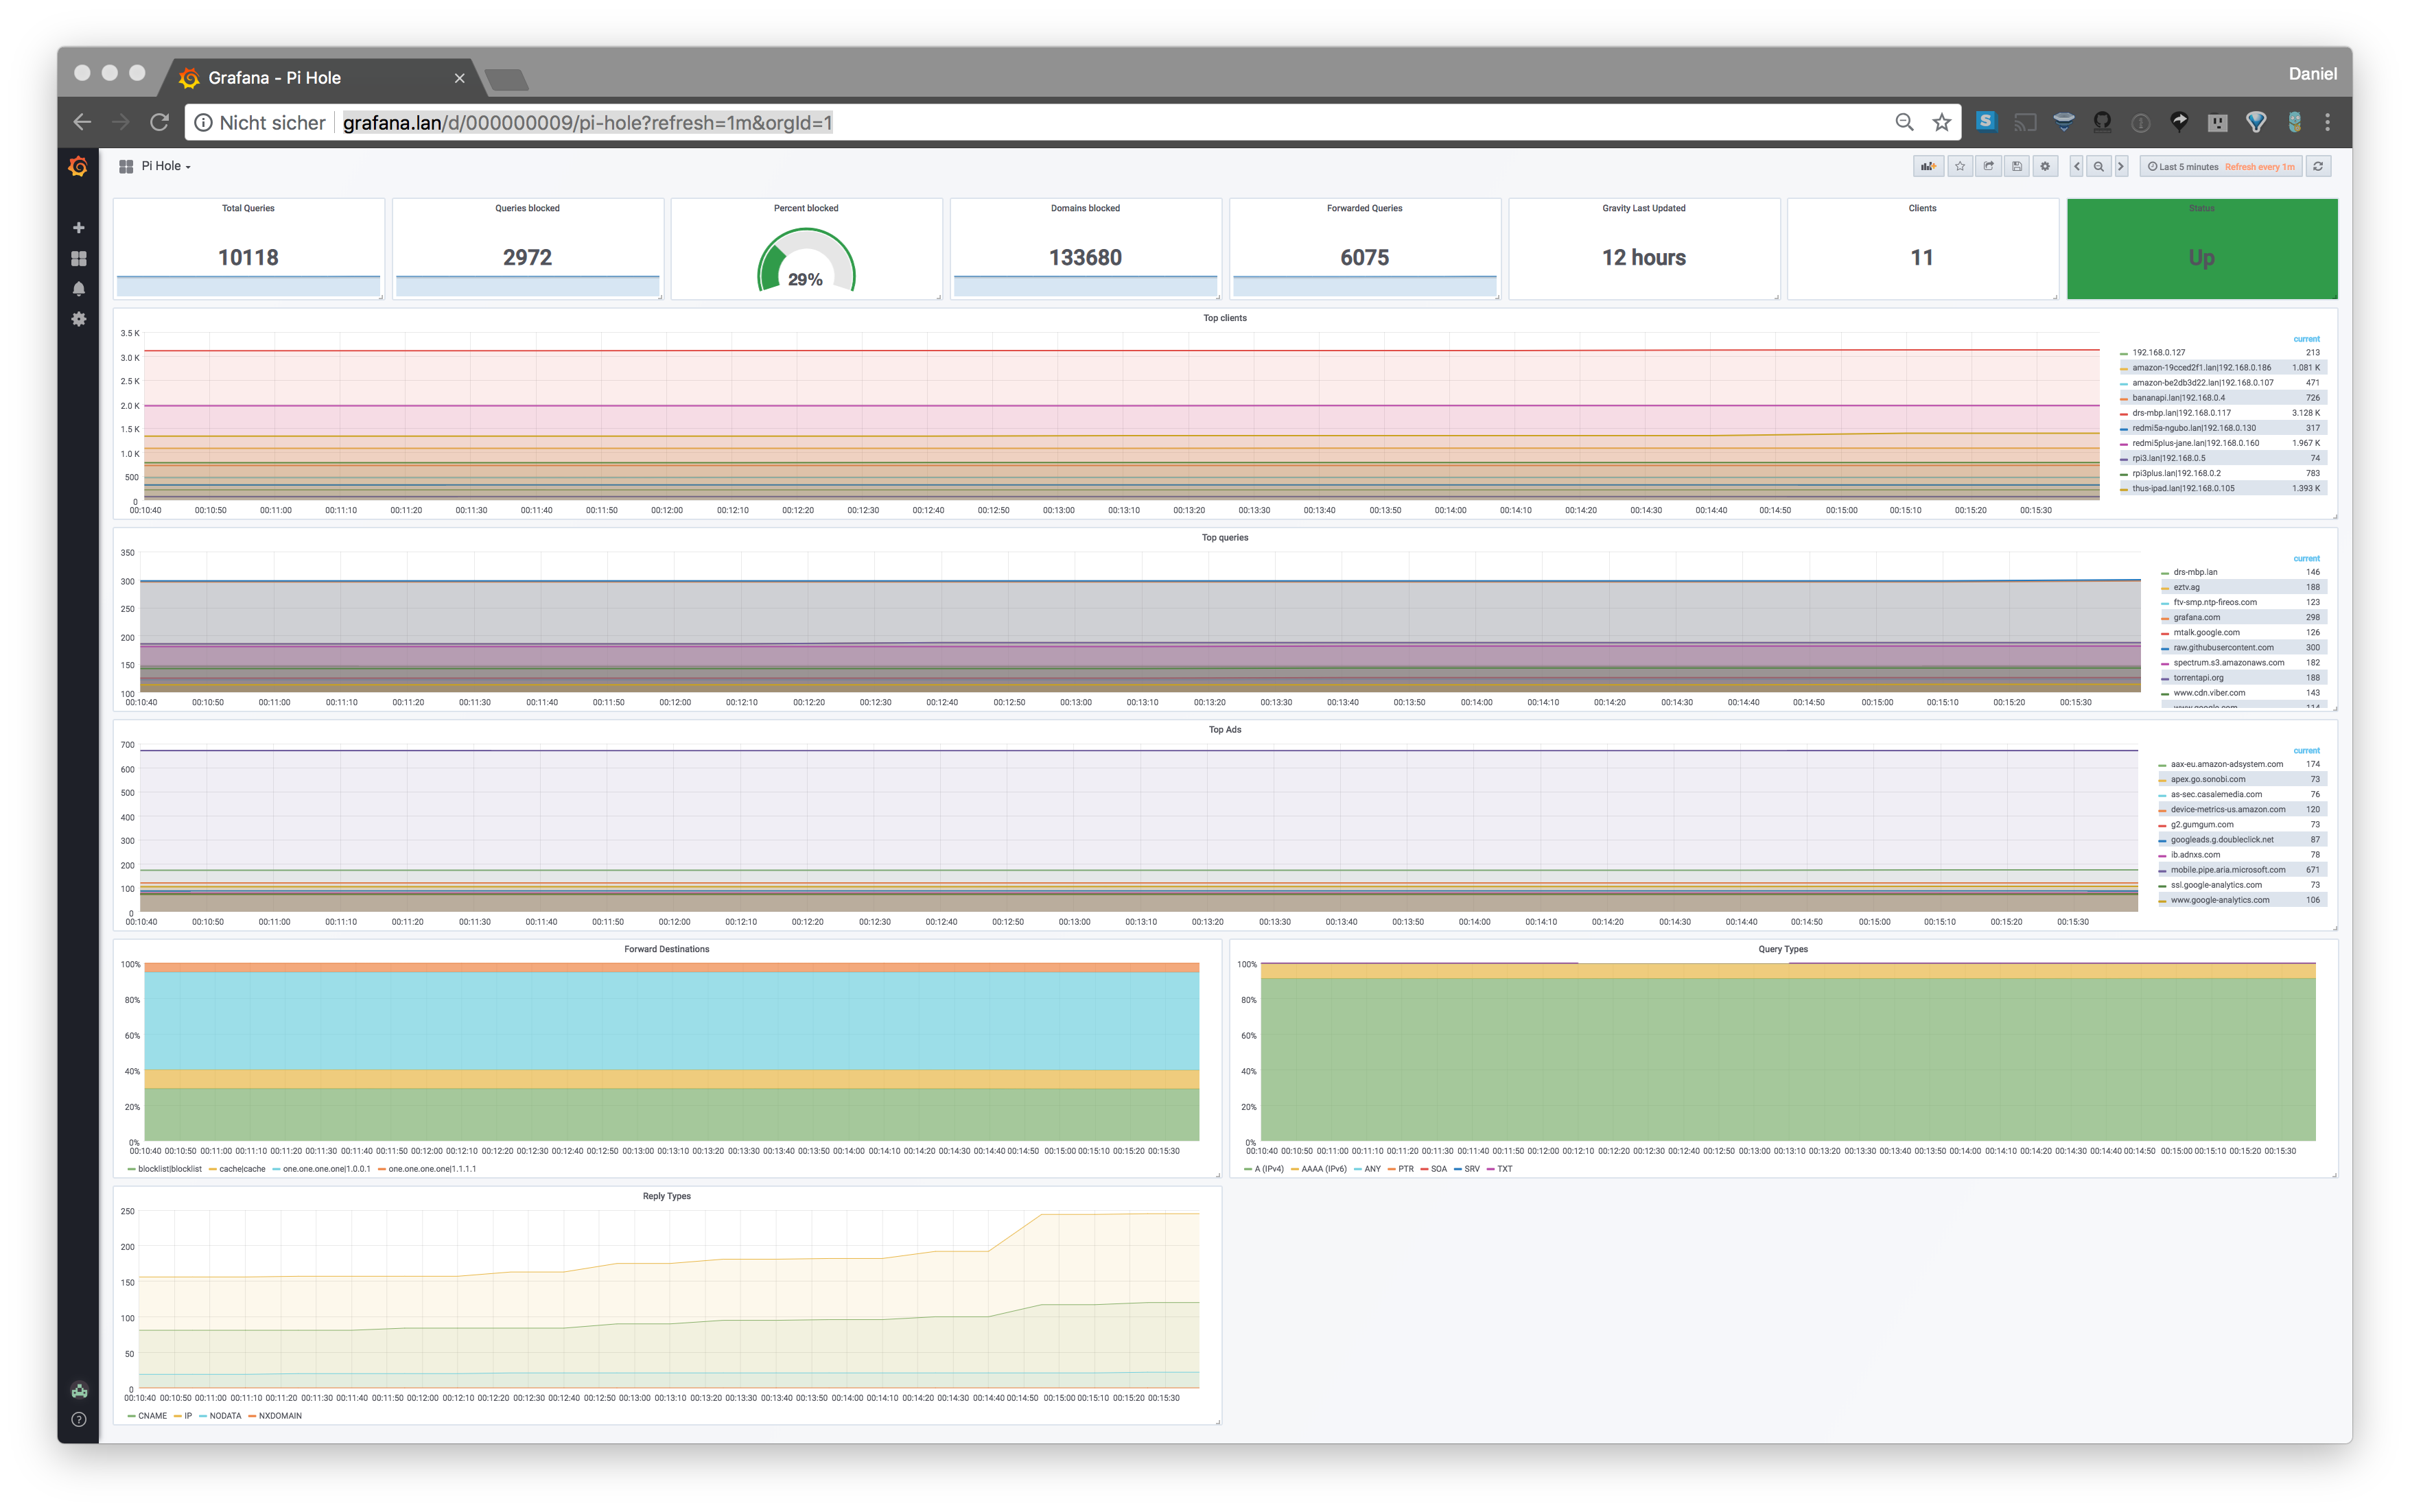 Grafana - Pi Hole
Daniel
Nicht sicher grafana.lan/d/000000009/pi-hole?refresh=1m&orgId=1
Pi Hole
Last 5 minutes Refresh every 1m
Total Queries
10118
Queries blocked
2972
Percent blocked
29%
Domains blocked
133680
Forwarded Queries
6075
Gravity Last Updated
12 hours
Clients
11
Status
Up
Top clients
3.5 K
3.0 K
2.5 K
2.0 K
1.5 K
1.0 K
500
0
00:10:40 00:10:50 00:11:00 00:11:10 00:11:20 00:11:30 00:11:40 00:11:50 00:12:00 00:12:10 00:12:20 00:12:30 00:12:40 00:12:50 00:13:00 00:13:10 00:13:20 00:13:30 00:13:40 00:13:50 00:14:00 00:14:10 00:14:20 00:14:30 00:14:40 00:14:50 00:15:00 00:15:10 00:15:20 00:15:30
current
192.168.0.127 213
amazon-19cced2f1.lan|192.168.0.186 1.081 K
amazon-be2db3d22.lan|192.168.0.107 471
bananapi.lan|192.168.0.4 726
drs-mbp.lan|192.168.0.117 3.128 K
redmi5a-ngubo.lan|192.168.0.130 317
redmi5plus-jane.lan|192.168.0.160 1.967 K
rpi3.lan|192.168.0.5 74
rpi3plus.lan|192.168.0.2 783
thus-ipad.lan|192.168.0.105 1.393 K
Top queries
350
300
250
200
150
100
00:10:40 00:10:50 00:11:00 00:11:10 00:11:20 00:11:30 00:11:40 00:11:50 00:12:00 00:12:10 00:12:20 00:12:30 00:12:40 00:12:50 00:13:00 00:13:10 00:13:20 00:13:30 00:13:40 00:13:50 00:14:00 00:14:10 00:14:20 00:14:30 00:14:40 00:14:50 00:15:00 00:15:10 00:15:20 00:15:30
current
drs-mbp.lan 146
eztv.ag 188
ftv-smp.ntp-fireos.com 123
grafana.com 298
mtalk.google.com 126
raw.githubusercontent.com 300
spectrum.s3.amazonaws.com 182
torrentapi.org 188
www.cdn.viber.com 143
www.google.com 114
Top Ads
700
600
500
400
300
200
100
0
00:10:40 00:10:50 00:11:00 00:11:10 00:11:20 00:11:30 00:11:40 00:11:50 00:12:00 00:12:10 00:12:20 00:12:30 00:12:40 00:12:50 00:13:00 00:13:10 00:13:20 00:13:30 00:13:40 00:13:50 00:14:00 00:14:10 00:14:20 00:14:30 00:14:40 00:14:50 00:15:00 00:15:10 00:15:20 00:15:30
current
aax-eu.amazon-adsystem.com 174
apex.go.sonobi.com 73
as-sec.casalemedia.com 76
device-metrics-us.amazon.com 120
g2.gumgum.com 73
googleads.g.doubleclick.net 87
ib.adnxs.com 78
mobile.pipe.aria.microsoft.com 671
ssl.google-analytics.com 73
www.google-analytics.com 106
Forward Destinations
100%
80%
60%
40%
20%
0%
00:10:40 00:10:50 00:11:00 00:11:10 00:11:20 00:11:30 00:11:40 00:11:50 00:12:00 00:12:10 00:12:20 00:12:30 00:12:40 00:12:50 00:13:00 00:13:10 00:13:20 00:13:30 00:13:40 00:13:50 00:14:00 00:14:10 00:14:20 00:14:30 00:14:40 00:14:50 00:15:00 00:15:10 00:15:20 00:15:30
blocklist|blocklist cache|cache one.one.one.one|1.0.0.1 one.one.one.one|1.1.1.1
Query Types
100%
80%
60%
40%
20%
0%
00:10:40 00:10:50 00:11:00 00:11:10 00:11:20 00:11:30 00:11:40 00:11:50 00:12:00 00:12:10 00:12:20 00:12:30 00:12:40 00:12:50 00:13:00 00:13:10 00:13:20 00:13:30 00:13:40 00:13:50 00:14:00 00:14:10 00:14:20 00:14:30 00:14:40 00:14:50 00:15:00 00:15:10 00:15:20 00:15:30
A (IPv4) AAAA (IPv6) ANY PTR SOA SRV TXT
Reply Types
250
200
150
100
50
0
00:10:40 00:10:50 00:11:00 00:11:10 00:11:20 00:11:30 00:11:40 00:11:50 00:12:00 00:12:10 00:12:20 00:12:30 00:12:40 00:12:50 00:13:00 00:13:10 00:13:20 00:13:30 00:13:40 00:13:50 00:14:00 00:14:10 00:14:20 00:14:30 00:14:40 00:14:50 00:15:00 00:15:10 00:15:20 00:15:30
CNAME IP NODATA NXDOMAIN